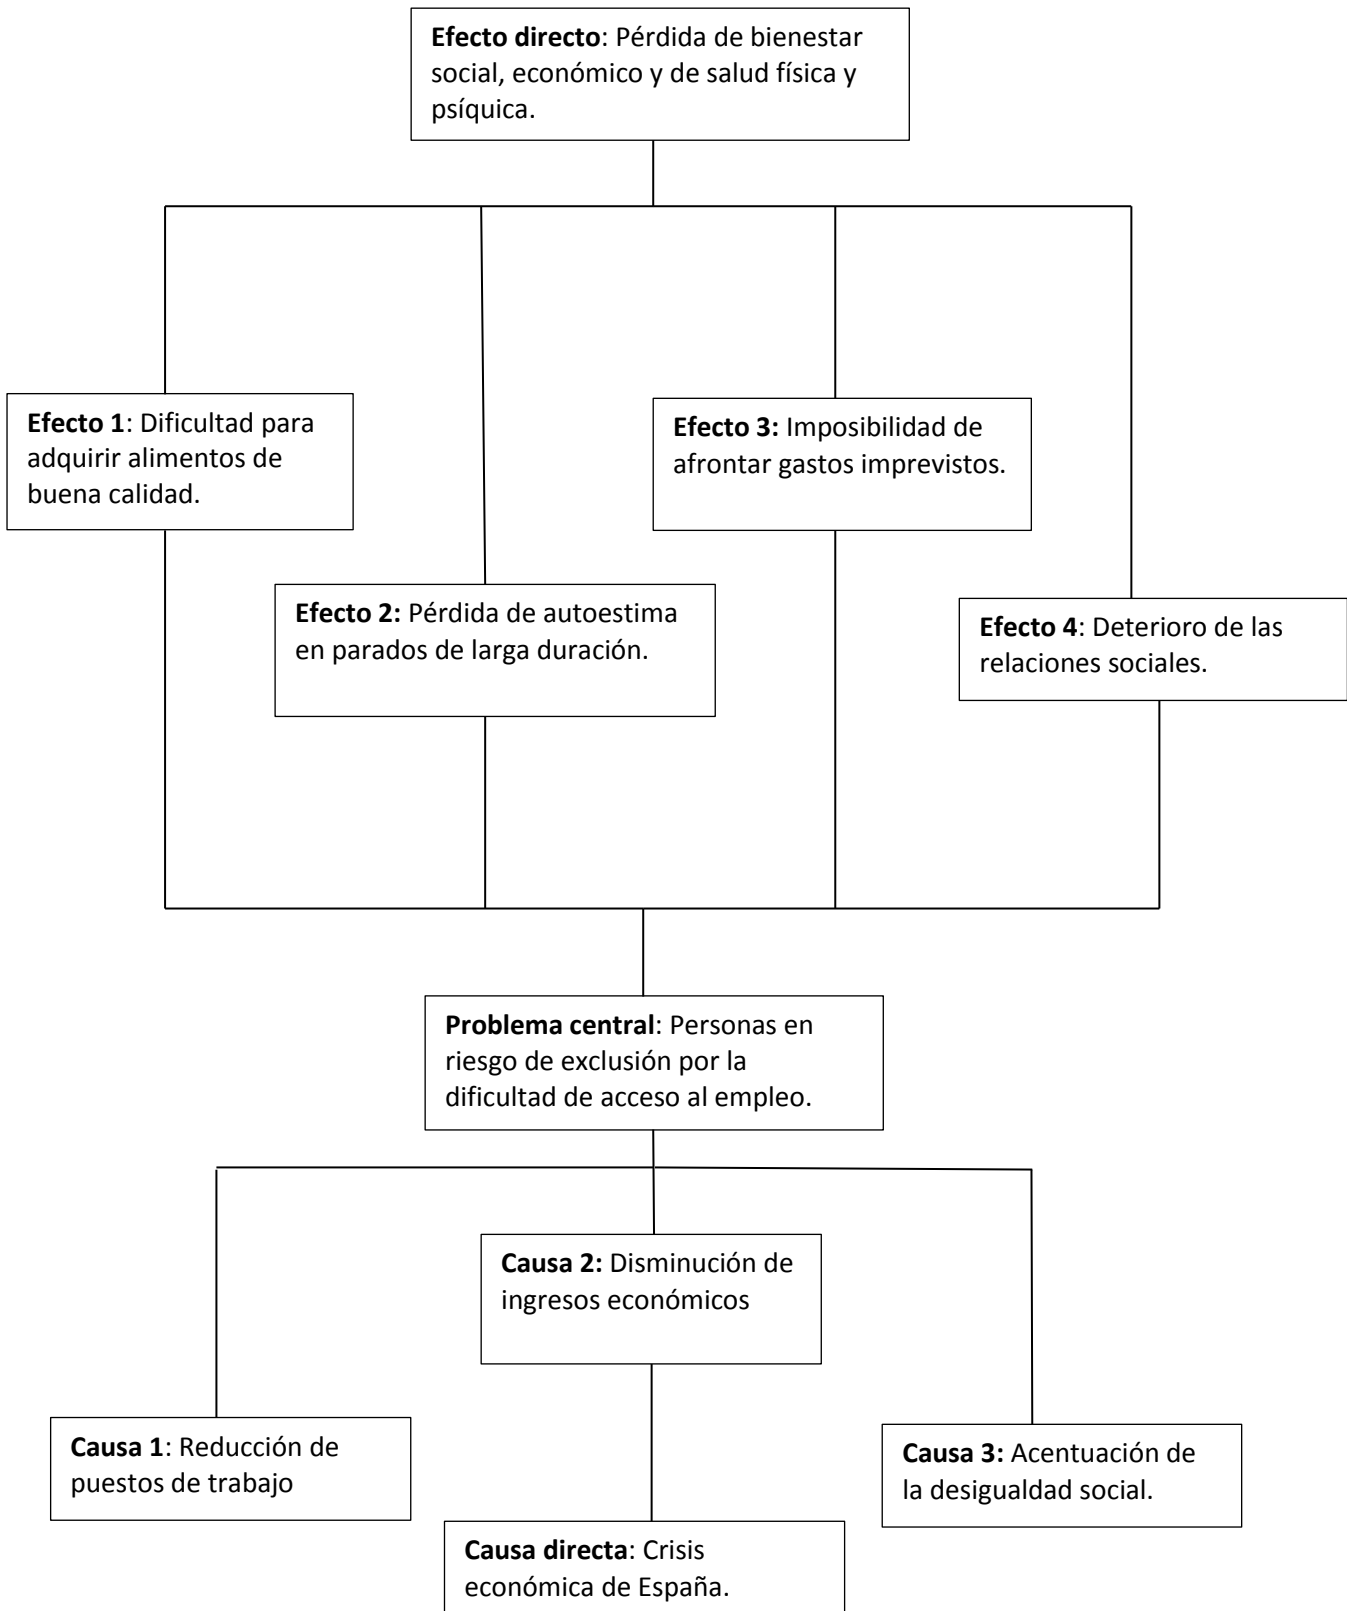 Efecto directo: Pérdida de bienestar
social, económico y de salud física y
psíquica.
Efecto 1: Dificultad para
adquirir alimentos de
buena calidad.
Efecto 3: Imposibilidad de
afrontar gastos imprevistos.
Efecto 2: Pérdida de autoestima
en parados de larga duración.
Efecto 4: Deterioro de las
relaciones sociales.
Problema central: Personas en
riesgo de exclusión por la
dificultad de acceso al empleo.
Causa 2: Disminución de
ingresos económicos
Causa 1: Reducción de
puestos de trabajo
Causa 3: Acentuación de
la desigualdad social.
Causa directa: Crisis
económica de España.